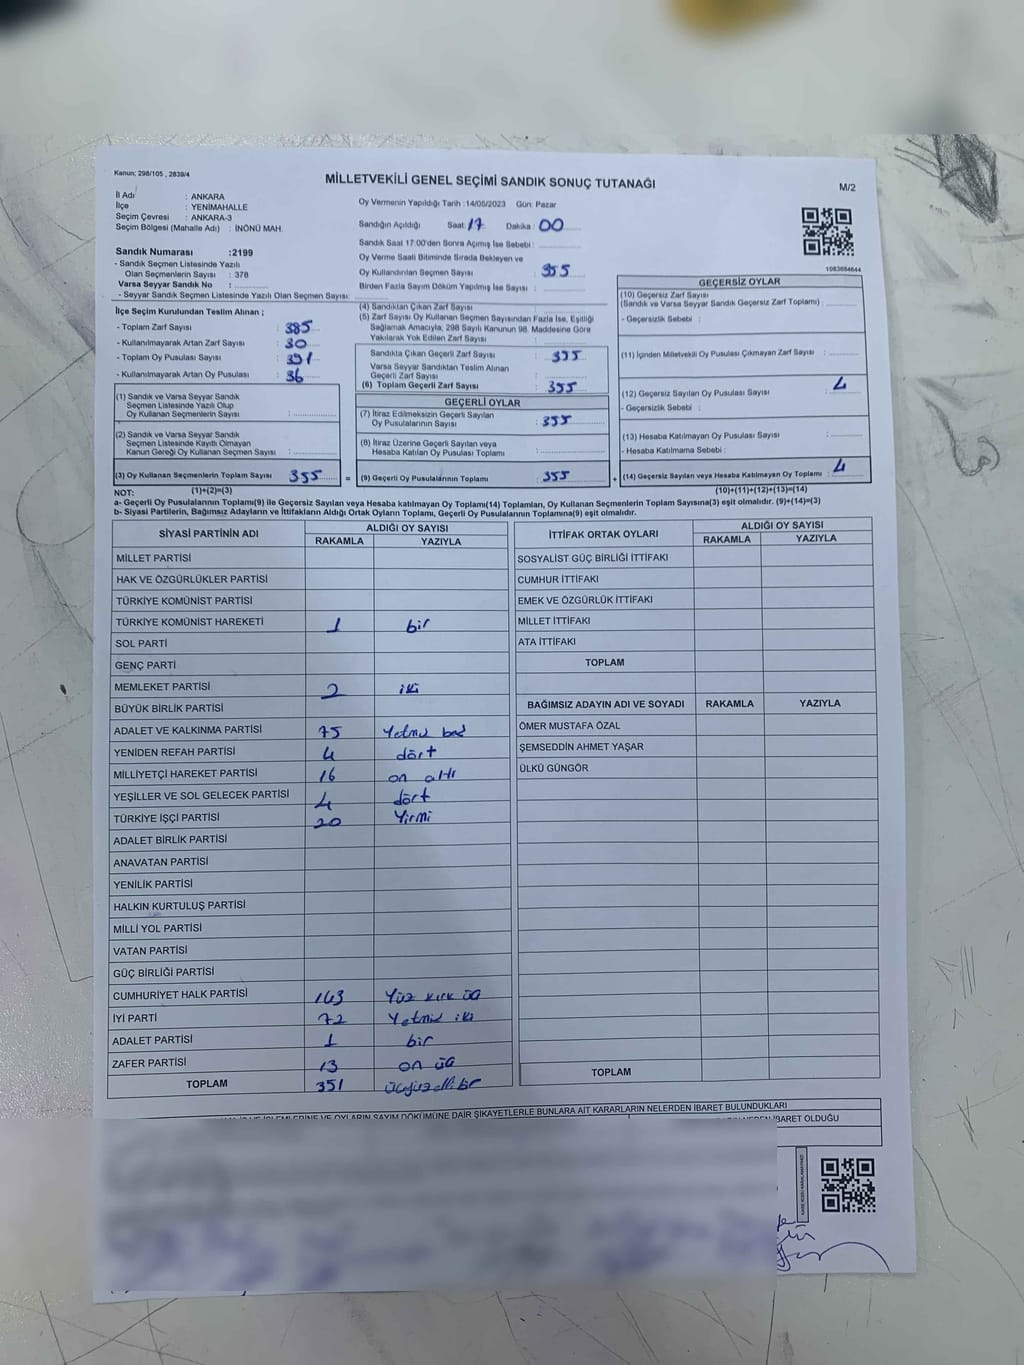 Kanun: 298/105 , 2839/4
MİLLETVEKİLİ GENEL SEÇİMİ SANDIK SONUÇ TUTANAĞI
M/2
İl Adı : ANKARA
İlçe : YENİMAHALLE
Seçim Çevresi : ANKARA-3
Seçim Bölgesi (Mahalle Adı) : İNÖNÜ MAH.
Sandık Numarası :2199
- Sandık Seçmen Listesinde Yazılı
Olan Seçmenlerin Sayısı : 378
Varsa Seyyar Sandık No :
- Seyyar Sandık Seçmen Listesinde Yazılı Olan Seçmen Sayısı:
Oy Vermenin Yapıldığı Tarih :14/05/2023 Gün: Pazar
Sandığın Açıldığı Saat: 17 Dakika: 00
Sandık Saat 17:00'den Sonra Açımış İse Sebebi :
Oy Verme Saati Bitiminde Sırada Bekleyen ve
Oy Kullandırılan Seçmen Sayısı 355
Birden Fazla Sayım Döküm Yapılmış İse Sayısı :
1083684644
İlçe Seçim Kurulundan Teslim Alınan ;
- Toplam Zarf Sayısı : 385
- Kullanılmayarak Artan Zarf Sayısı : 30
- Toplam Oy Pusulası Sayısı : 391
- Kullanılmayarak Artan Oy Pusulası : 36
(1) Sandık ve Varsa Seyyar Sandık
Seçmen Listesinde Yazılı Olup
Oy Kullanan Seçmenlerin Sayısı :
(2) Sandık ve Varsa Seyyar Sandık
Seçmen Listesinde Kayıtlı Olmayan
Kanun Gereği Oy Kullanan Seçmen Sayısı :
(3) Oy Kullanan Seçmenlerin Toplam Sayısı 355
(4) Sandıktan Çıkan Zarf Sayısı :
(5) Zarf Sayısı Oy Kullanan Seçmen Sayısından Fazla İse, Eşitliği
Sağlamak Amacıyla, 298 Sayılı Kanunun 98. Maddesine Göre
Yakılarak Yok Edilen Zarf Sayısı :
Sandıkta Çıkan Geçerli Zarf Sayısı : 355
Varsa Seyyar Sandıktan Teslim Alınan
Geçerli Zarf Sayısı :
(6) Toplam Geçerli Zarf Sayısı : 355
GEÇERLİ OYLAR
(7) İtiraz Edilmeksizin Geçerli Sayılan
Oy Pusulalarının Sayısı : 355
(8) İtiraz Üzerine Geçerli Sayılan veya
Hesaba Katılan Oy Pusulası Toplamı :
= (9) Geçerli Oy Pusulalarının Toplamı : 355
GEÇERSİZ OYLAR
(10) Geçersiz Zarf Sayısı
(Sandık ve Varsa Seyyar Sandık Geçersiz Zarf Toplamı) :
- Geçersizlik Sebebi :
(11) İçinden Milletvekili Oy Pusulası Çıkmayan Zarf Sayısı :
(12) Geçersiz Sayılan Oy Pusulası Sayısı : 4
- Geçersizlik Sebebi :
(13) Hesaba Katılmayan Oy Pusulası Sayısı :
- Hesaba Katılmama Sebebi :
+ (14) Geçersiz Sayılan veya Hesaba Katılmayan Oy Toplamı : 4
NOT: (1)+(2)=(3)
(10)+(11)+(12)+(13)=(14)
a- Geçerli Oy Pusulalarının Toplamı(9) ile Geçersiz Sayılan veya Hesaba katılmayan Oy Toplamı(14) Toplamları, Oy Kullanan Seçmenlerin Toplam Sayısına(3) eşit olmalıdır. (9)+(14)=(3)
b- Siyasi Partilerin, Bağımsız Adayların ve İttifakların Aldığı Ortak Oyların Toplamı, Geçerli Oy Pusulalarının Toplamına(9) eşit olmalıdır.
SİYASİ PARTİNİN ADI ALDIĞI OY SAYISI
RAKAMLA YAZIYLA
MİLLET PARTİSİ
HAK VE ÖZGÜRLÜKLER PARTİSİ
TÜRKİYE KOMÜNİST PARTİSİ
TÜRKİYE KOMÜNİST HAREKETİ 1 bir
SOL PARTİ
GENÇ PARTİ
MEMLEKET PARTİSİ 2 iki
BÜYÜK BİRLİK PARTİSİ
ADALET VE KALKINMA PARTİSİ 75
YENİDEN REFAH PARTİSİ 4 dört
MİLLİYETÇİ HAREKET PARTİSİ 16 on altı
YEŞİLLER VE SOL GELECEK PARTİSİ 4 dört
TÜRKİYE İŞÇİ PARTİSİ 20 Yirmi
ADALET BİRLİK PARTİSİ
ANAVATAN PARTİSİ
YENİLİK PARTİSİ
HALKIN KURTULUŞ PARTİSİ
MİLLİ YOL PARTİSİ
VATAN PARTİSİ
GÜÇ BİRLİĞİ PARTİSİ
CUMHURİYET HALK PARTİSİ 143 Yüz kırk üç
İYİ PARTİ 72 Yetmiş iki
ADALET PARTİSİ 1 bir
ZAFER PARTİSİ 13 on üç
TOPLAM 351 üçyüzellibir
İTTİFAK ORTAK OYLARI ALDIĞI OY SAYISI
RAKAMLA YAZIYLA
SOSYALİST GÜÇ BİRLİĞİ İTTİFAKI
CUMHUR İTTİFAKI
EMEK VE ÖZGÜRLÜK İTTİFAKI
MİLLET İTTİFAKI
ATA İTTİFAKI
TOPLAM
BAĞIMSIZ ADAYIN ADI VE SOYADI RAKAMLA YAZIYLA
ÖMER MUSTAFA ÖZAL
ŞEMSEDDİN AHMET YAŞAR
ÜLKÜ GÜNGÖR
TOPLAM
OYLARIN SAYIM DÖKÜMÜNE DAİR ŞİKAYETLERLE BUNLARA AİT KARARLARIN NELERDEN İBARET BULUNDUKLARI
İBARET OLDUĞU